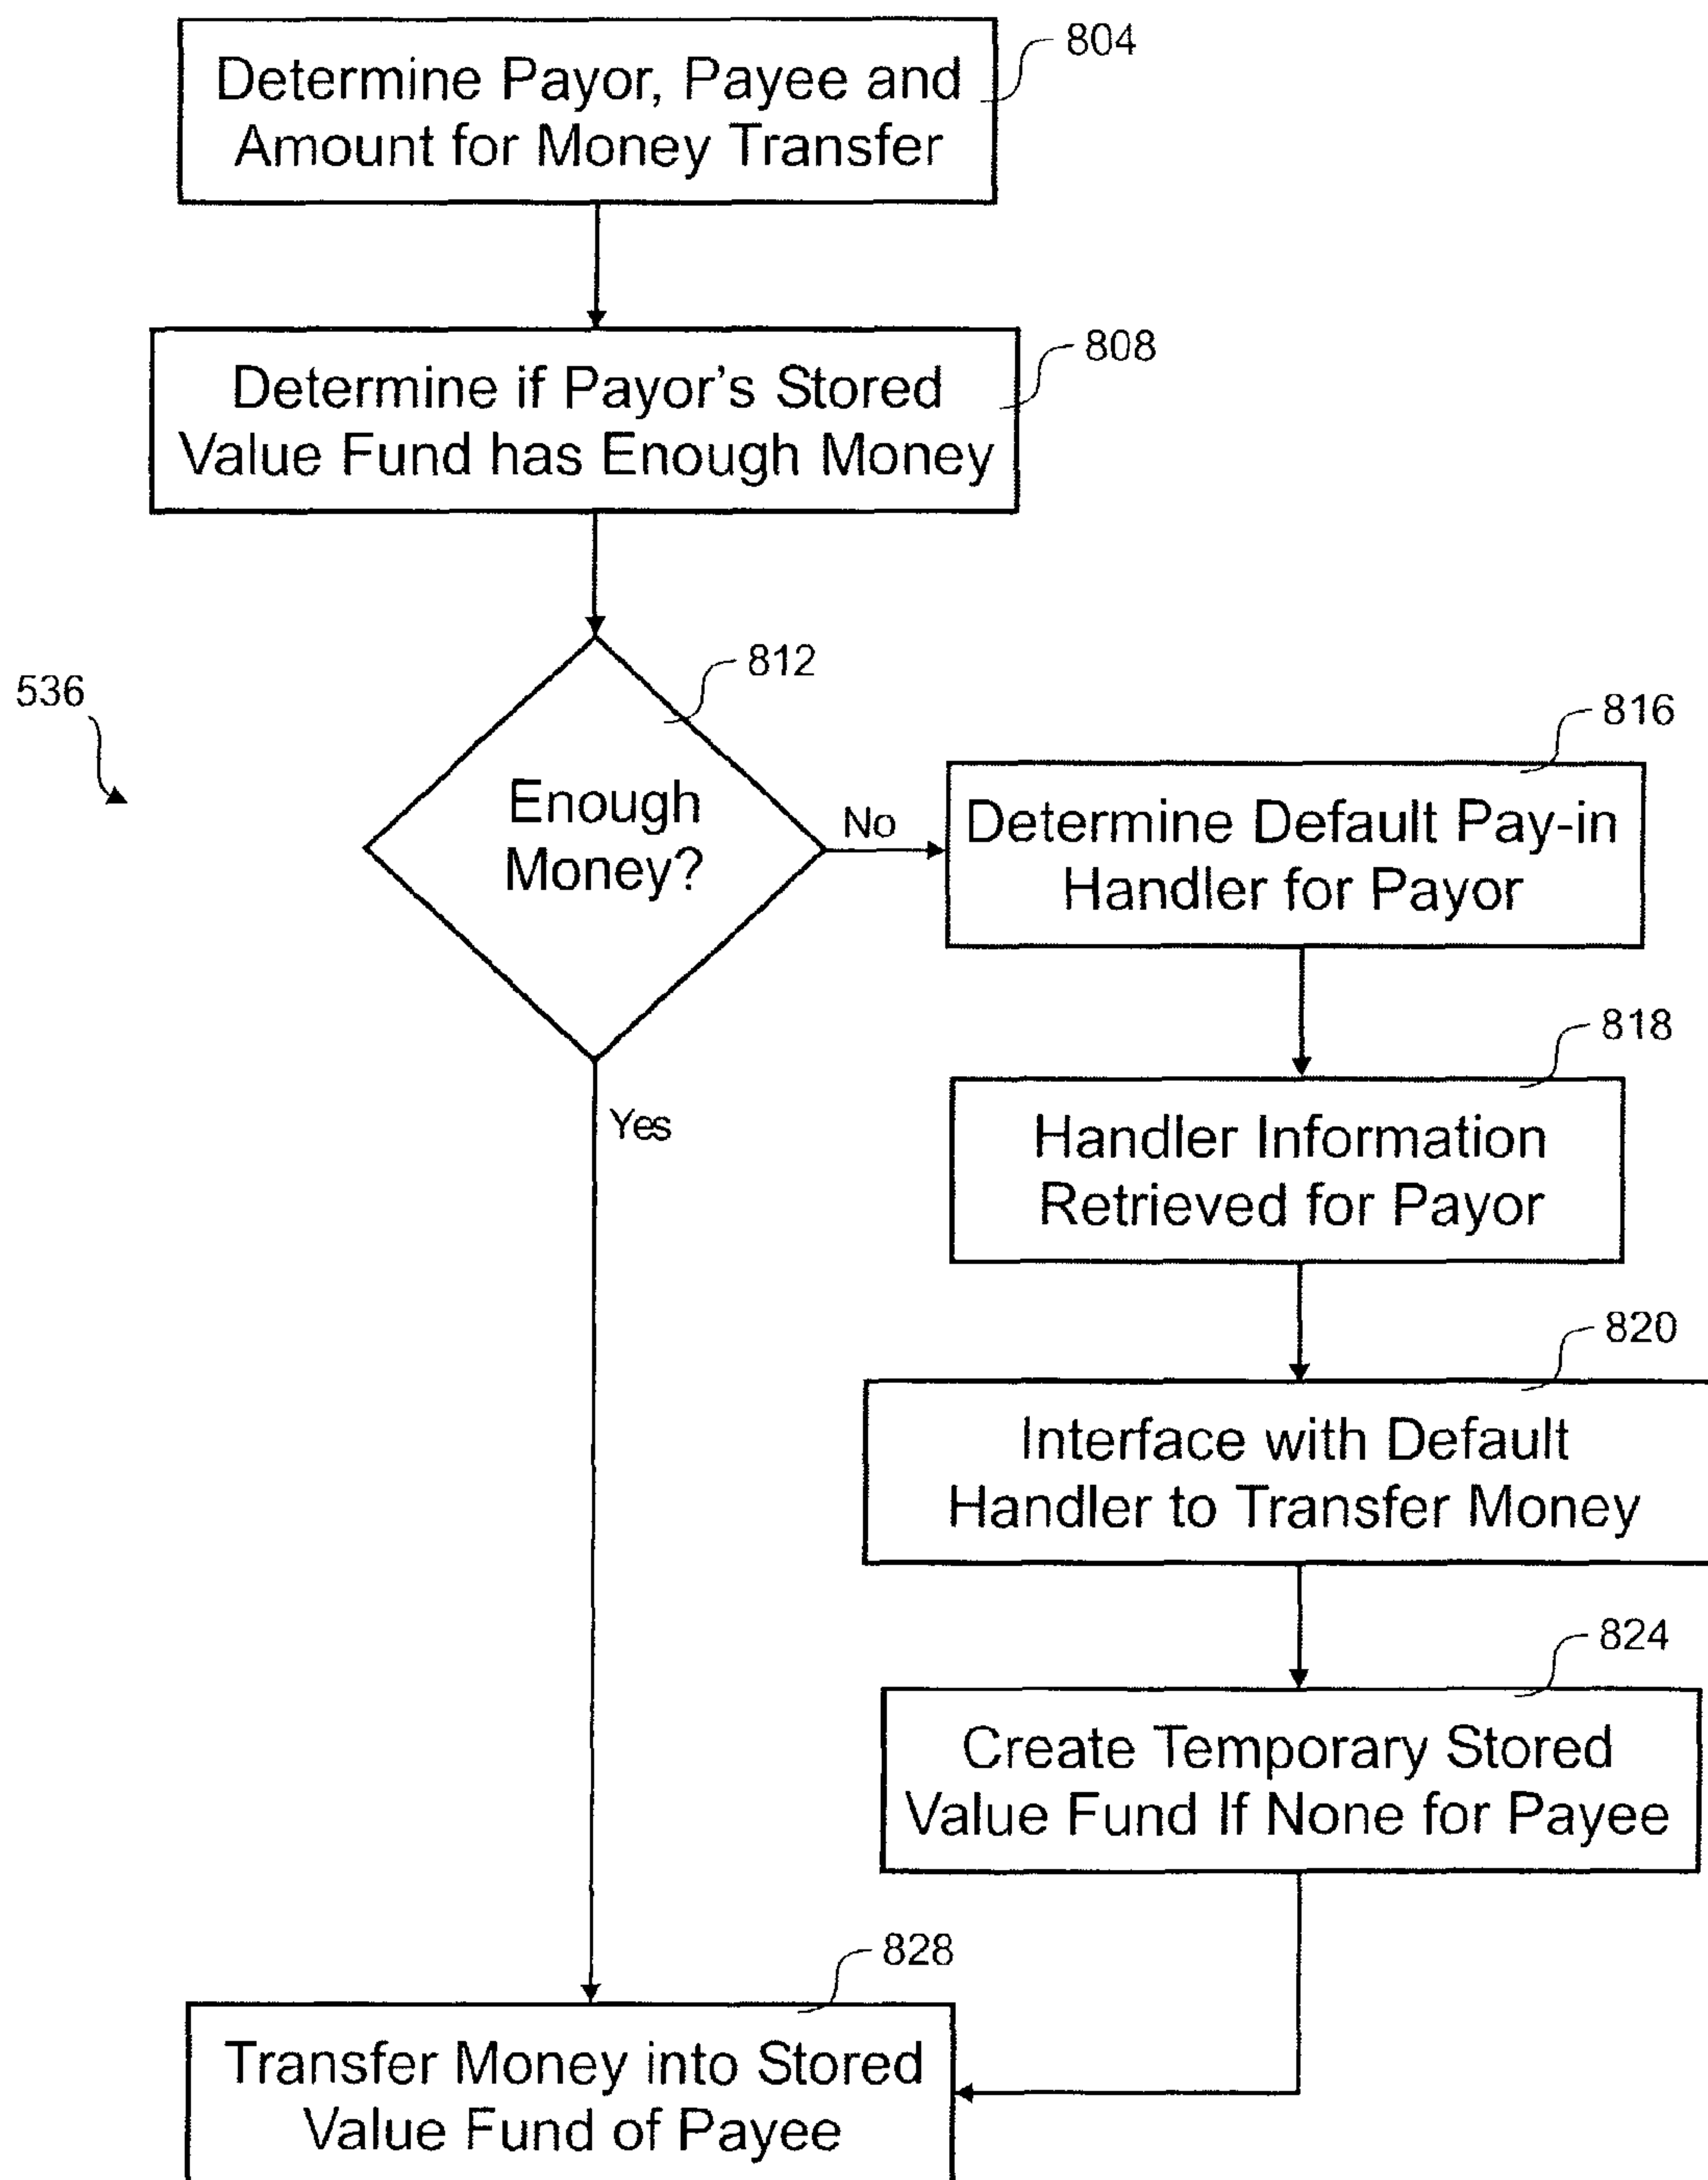 804
Determine Payor, Payee and
Amount for Money Transfer
808
Determine if Payor's Stored
Value Fund has Enough Money
812
536
Enough
Money?
No
816
Determine Default Pay-in
Handler for Payor
818
Handler Information
Retrieved for Payor
Yes
820
Interface with Default
Handler to Transfer Money
824
Create Temporary Stored
Value Fund If None for Payee
828
Transfer Money into Stored
Value Fund of Payee